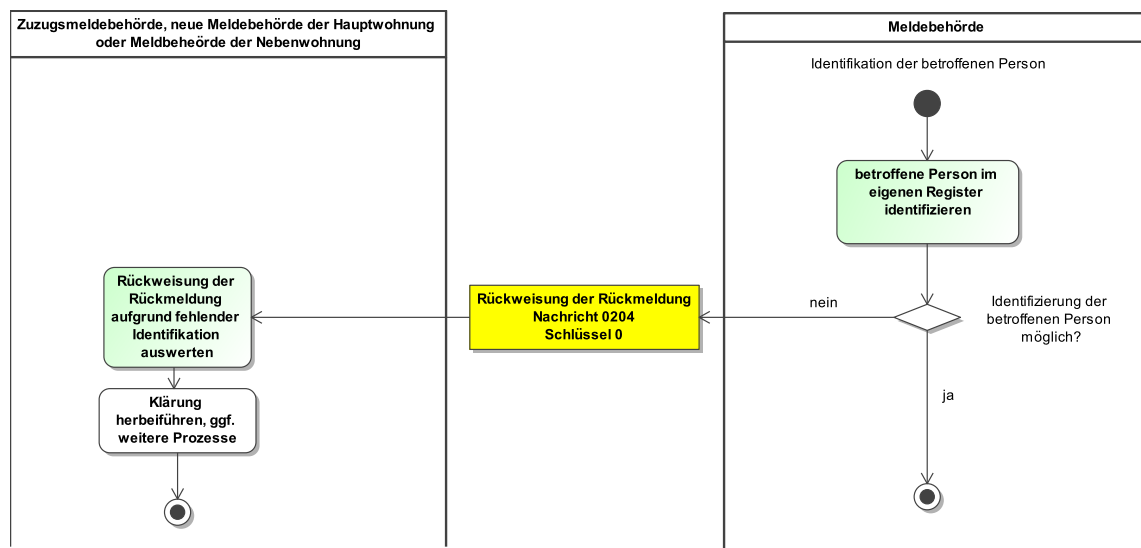 Zuzugsmeldebehörde, neue Meldebehörde der Hauptwohnung
oder Meldbeheörde der Nebenwohnung
Meldebehörde
Identifikation der betroffenen Person
betroffene Person im
eigenen Register
identifizieren
Rückweisung der
Rückmeldung
aufgrund fehlender
Identifikation
auswerten
Rückweisung der Rückmeldung
Nachricht 0204
Schlüssel 0
nein
Identifizierung der
betroffenen Person
möglich?
Klärung
herbeiführen, ggf.
weitere Prozesse
ja